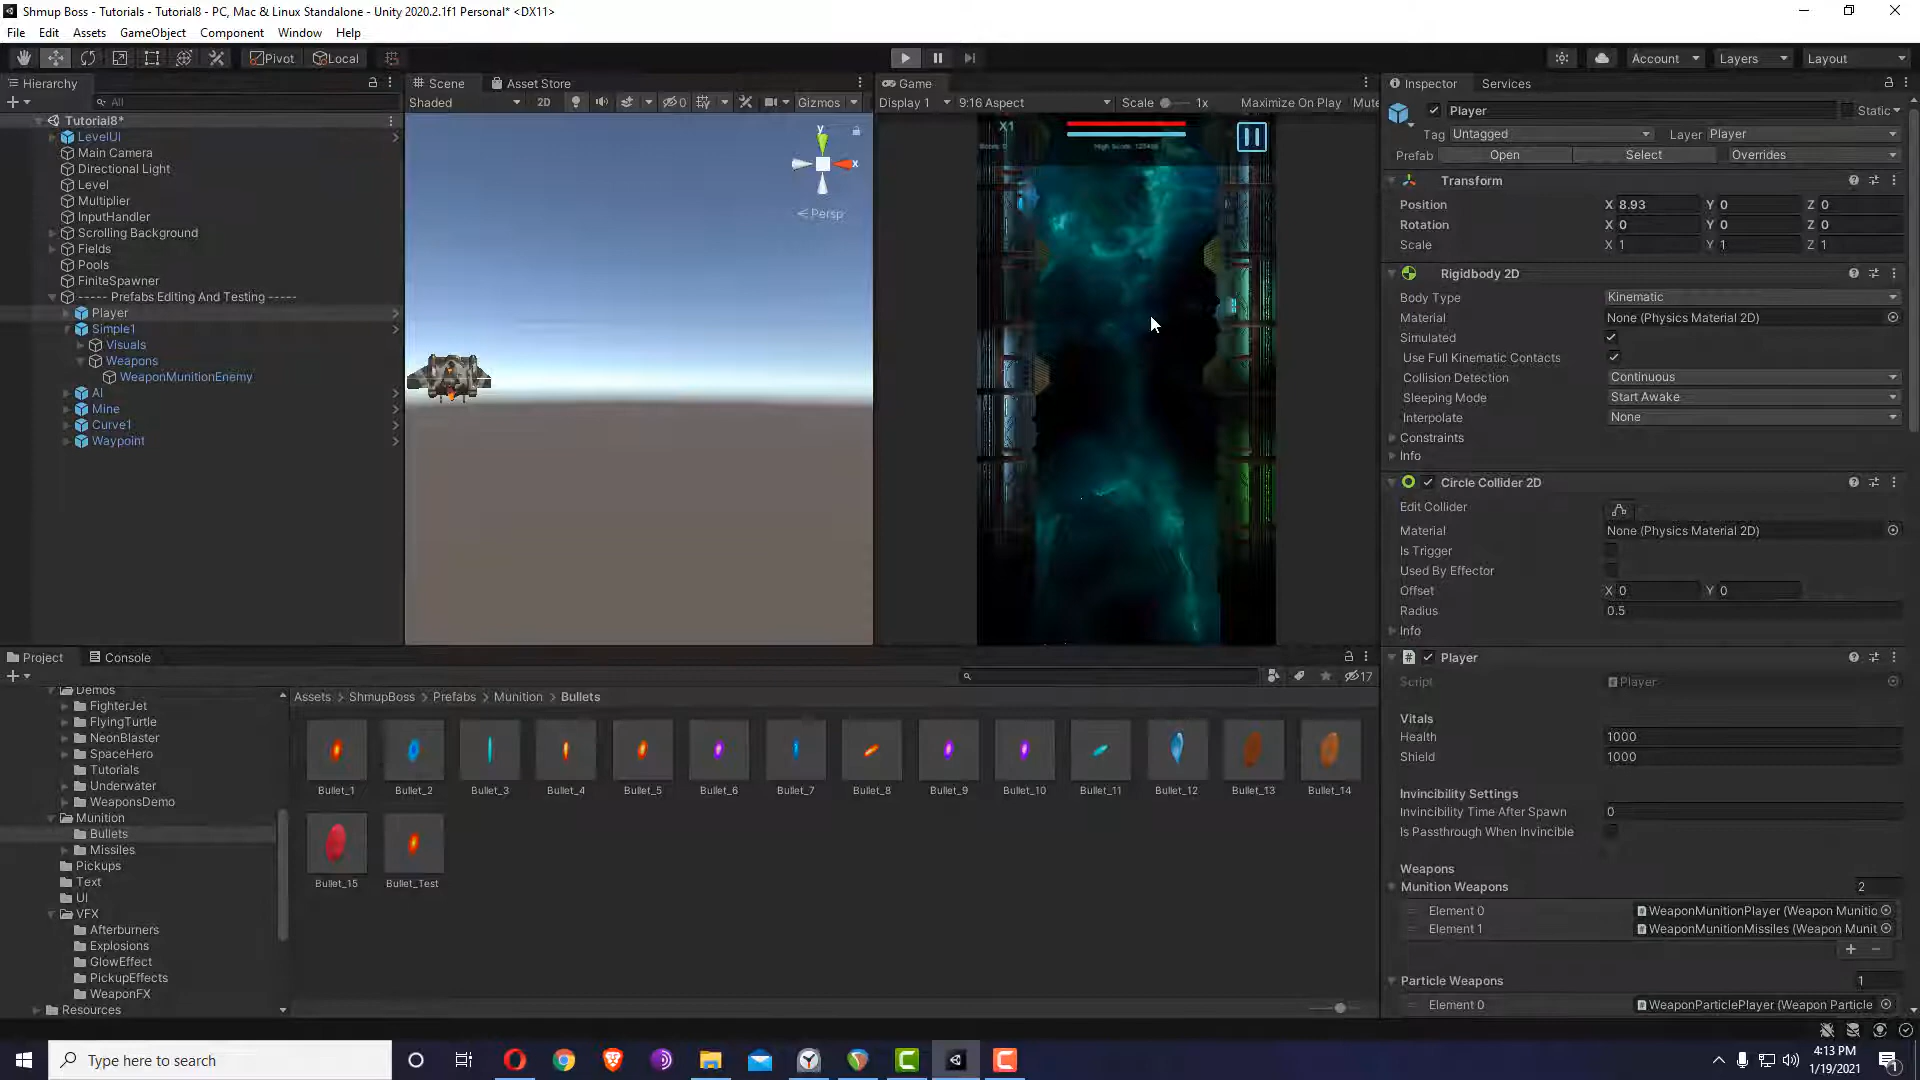 Shmup Boss - Tutorials - Tutorial8 - PC, Mac & Linux Standalone - Unity 2020.2.1f1 Personal* <DX11>
File Edit Assets GameObject Component Window Help
Pivot Local Account Layers Layout
Hierarchy
All
Tutorial8*
LevelUI
Main Camera
Directional Light
Level
Multiplier
InputHandler
Scrolling Background
Fields
Pools
FiniteSpawner
----- Prefabs Editing And Testing -----
Player
Simple1
Visuals
Weapons
WeaponMunitionEnemy
AI
Mine
Curve1
Waypoint
Scene Asset Store
Shaded 2D 0 Gizmos
y
x
Persp
Game
Display 1 9:16 Aspect Scale 1x Maximize On Play Mute
X1
Inspector Services
Player Static
Tag Untagged Layer Player
Prefab Open Select Overrides
Transform
Position X 8.93 Y 0 Z 0
Rotation X 0 Y 0 Z 0
Scale X 1 Y 1 Z 1
Rigidbody 2D
Body Type Kinematic
Material None (Physics Material 2D)
Simulated
Use Full Kinematic Contacts
Collision Detection Continuous
Sleeping Mode Start Awake
Interpolate None
Constraints
Info
Circle Collider 2D
Edit Collider
Material None (Physics Material 2D)
Is Trigger
Used By Effector
Offset X 0 Y 0
Radius 0.5
Info
Player
Script Player
Vitals
Health 1000
Shield 1000
Invincibility Settings
Invincibility Time After Spawn 0
Is Passthrough When Invincible
Weapons
Munition Weapons 2
Element 0 WeaponMunitionPlayer (Weapon Munitic
Element 1 WeaponMunitionMissiles (Weapon Munit
Particle Weapons 1
Element 0 WeaponParticlePlayer (Weapon Particle
Project Console
17
Demos
FighterJet
FlyingTurtle
NeonBlaster
SpaceHero
Tutorials
Underwater
WeaponsDemo
Munition
Bullets
Missiles
Pickups
Text
UI
VFX
Afterburners
Explosions
GlowEffect
PickupEffects
WeaponFX
Resources
Assets > ShmupBoss > Prefabs > Munition > Bullets
Bullet_1 Bullet_2 Bullet_3 Bullet_4 Bullet_5 Bullet_6 Bullet_7 Bullet_8 Bullet_9 Bullet_10 Bullet_11 Bullet_12 Bullet_13 Bullet_14
Bullet_15 Bullet_Test
Type here to search
4:13 PM
1/19/2021
1